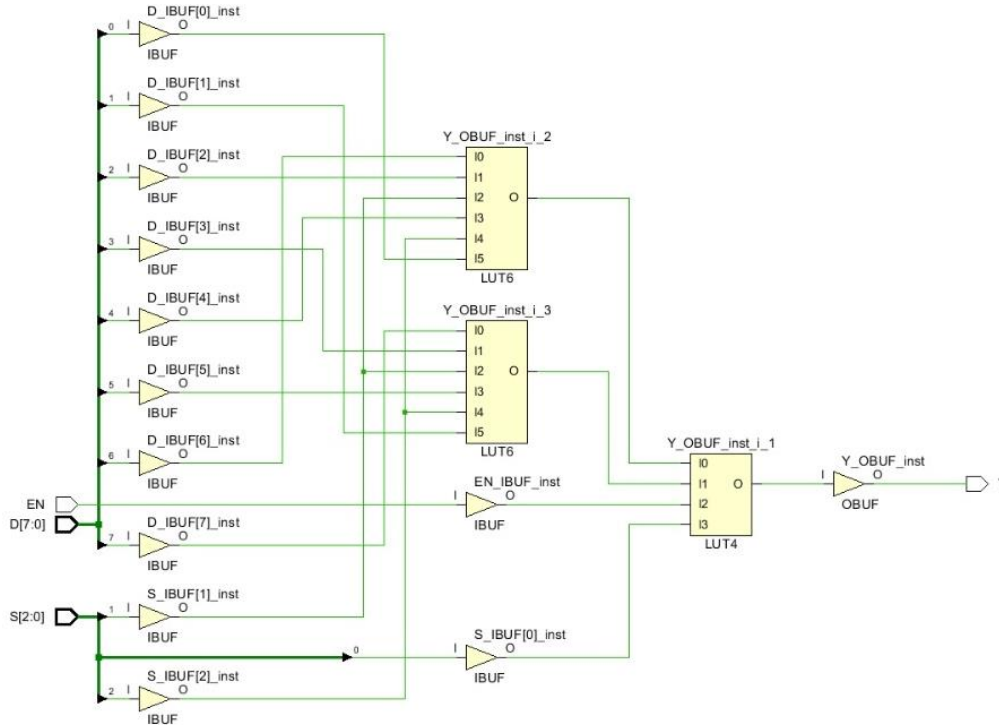 D_IBUF[0]_inst
0 I O
IBUF
D_IBUF[1]_inst
1 I O
IBUF
D_IBUF[2]_inst
2 I O
IBUF
D_IBUF[3]_inst
3 I O
IBUF
D_IBUF[4]_inst
4 I O
IBUF
D_IBUF[5]_inst
5 I O
IBUF
D_IBUF[6]_inst
6 I O
IBUF
EN
D[7:0]
D_IBUF[7]_inst
7 I O
IBUF
S_IBUF[1]_inst
S[2:0]
1 I O
IBUF
0
S_IBUF[2]_inst
2 I O
IBUF
Y_OBUF_inst_i_2
I0
I1
I2 O
I3
I4
I5
LUT6
Y_OBUF_inst_i_3
I0
I1
I2 O
I3
I4
I5
LUT6
EN_IBUF_inst
I O
IBUF
S_IBUF[0]_inst
I O
IBUF
Y_OBUF_inst_i_1
I0
I1 O
I2
I3
LUT4
Y_OBUF_inst
I O
OBUF